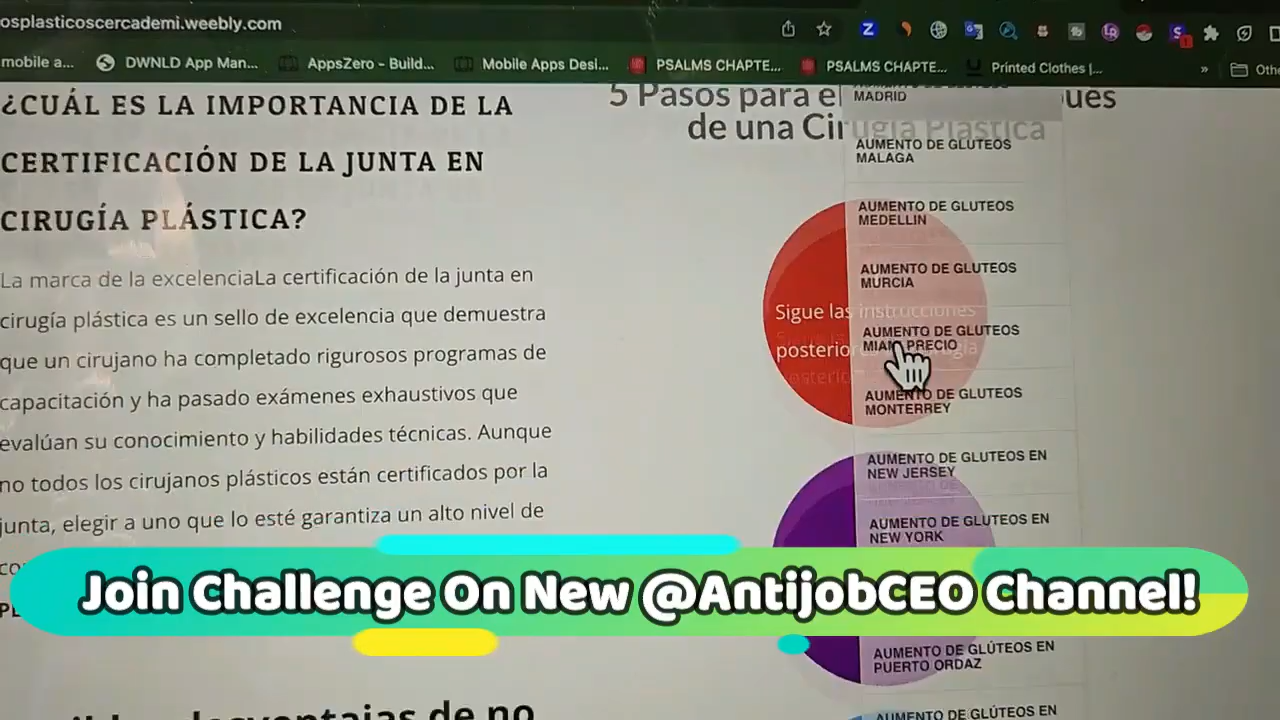 osplasticoscercademi.weebly.com
mobile a...
DWNLD App Man...
AppsZero - Build...
Mobile Apps Desi...
PSALMS CHAPTE...
PSALMS CHAPTE...
Printed Clothes |...
»
¿CUÁL ES LA IMPORTANCIA DE LA
CERTIFICACIÓN DE LA JUNTA EN
CIRUGÍA PLÁSTICA?
La marca de la excelenciaLa certificación de la junta en
cirugía plástica es un sello de excelencia que demuestra
que un cirujano ha completado rigurosos programas de
capacitación y ha pasado exámenes exhaustivos que
evalúan su conocimiento y habilidades técnicas. Aunque
no todos los cirujanos plásticos están certificados por la
junta, elegir a uno que lo esté garantiza un alto nivel de
5 Pasos para el
de una Cirugía Plástica
Sigue las instrucciones
MADRID
AUMENTO DE GLUTEOS
MALAGA
AUMENTO DE GLUTEOS
MEDELLIN
AUMENTO DE GLUTEOS
MURCIA
AUMENTO DE GLUTEOS
MIAMI PRECIO
AUMENTO DE GLUTEOS
MONTERREY
AUMENTO DE GLUTEOS EN
NEW JERSEY
AUMENTO DE GLUTEOS EN
NEW YORK
AUMENTO DE GLÚTEOS EN
PUERTO ORDAZ
AUMENTO DE GLÚTEOS EN
Join Challenge On New @AntijobCEO Channel!
de no